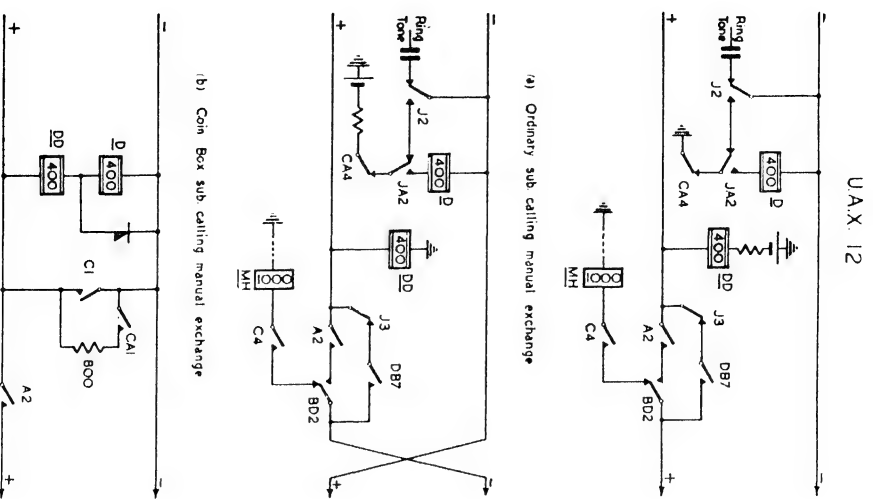 U.A.X. 12
−
−
Ring
Tone
J2
JA2
D
400
CA4
DD
400
J3
DB7
+
A2
BD2
+
C4
MH
1000
(a) Ordinary sub. calling manual exchange
−
−
Ring
Tone
J2
JA2
D
400
CA4
DD
400
J3
DB7
+
A2
BD2
+
C4
MH
1000
(b) Coin Box sub. calling manual exchange
−
−
D
400
DD
400
C1
CA1
800
A2
+
+